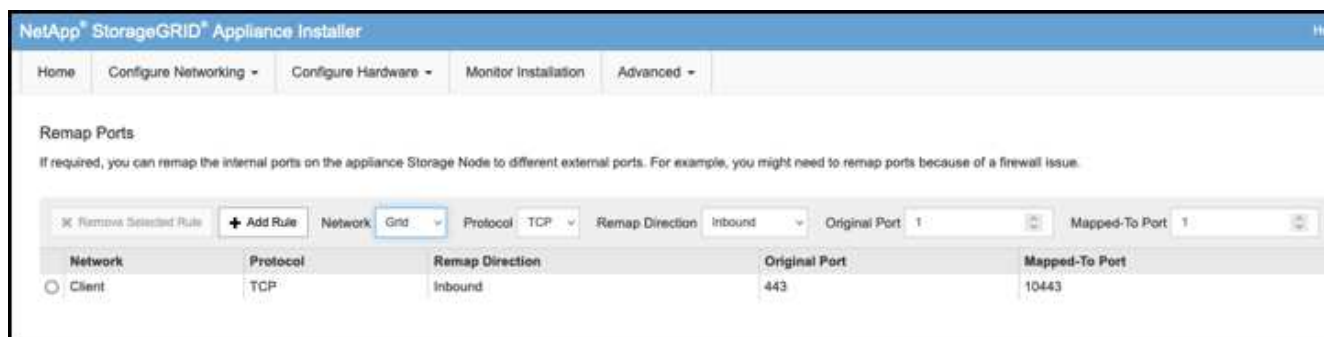 NetApp® StorageGRID® Appliance Installer
Home Configure Networking Configure Hardware Monitor Installation Advanced
Remap Ports
If required, you can remap the internal ports on the appliance Storage Node to different external ports. For example, you might need to remap ports because of a firewall issue.
Remove Selected Rule Add Rule Network Grid Protocol TCP Remap Direction Inbound Original Port 1 Mapped-To Port 1
Network Protocol Remap Direction Original Port Mapped-To Port
Client TCP Inbound 443 10443